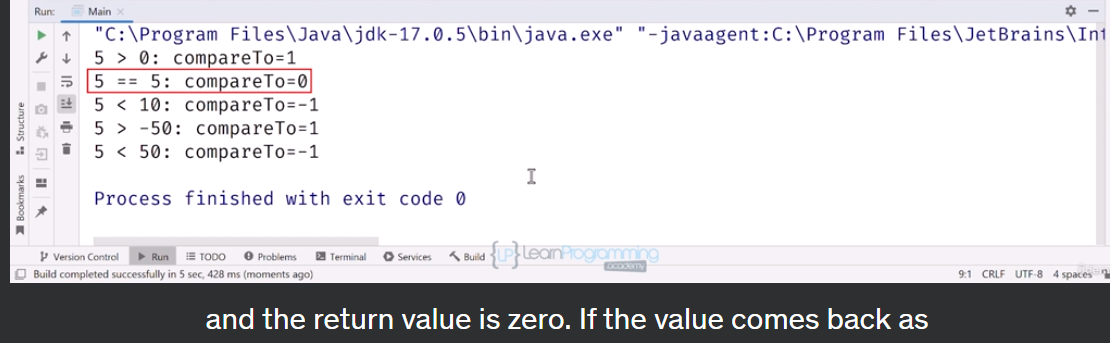 Run: Main
"C:\Program Files\Java\jdk-17.0.5\bin\java.exe" "-javaagent:C:\Program Files\JetBrains\Int
5 > 0: compareTo=1
5 == 5: compareTo=0
5 < 10: compareTo=-1
5 > -50: compareTo=1
5 < 50: compareTo=-1
Process finished with exit code 0
Structure
Bookmarks
Version Control Run TODO Problems Terminal Services Build
{LP} LearnProgramming
academy
Build completed successfully in 5 sec, 428 ms (moments ago) 9:1 CRLF UTF-8 4 spaces
and the return value is zero. If the value comes back as